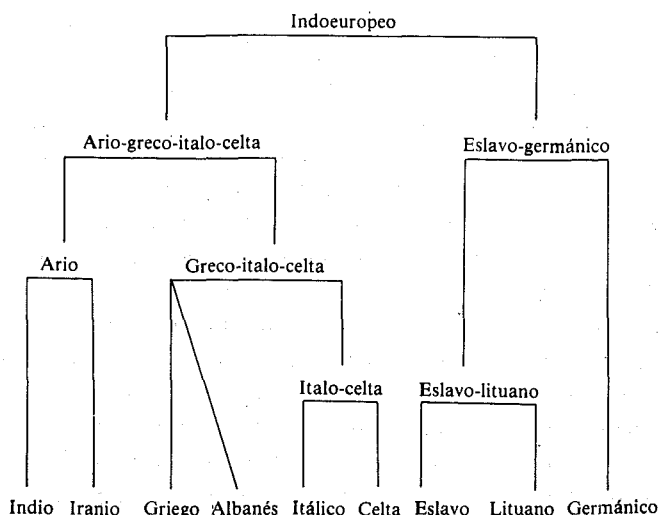 Indoeuropeo
Ario-greco-italo-celta Eslavo-germánico
Ario Greco-italo-celta
Italo-celta Eslavo-lituano
Indio Iranio Griego Albanés Itálico Celta Eslavo Lituano Germánico